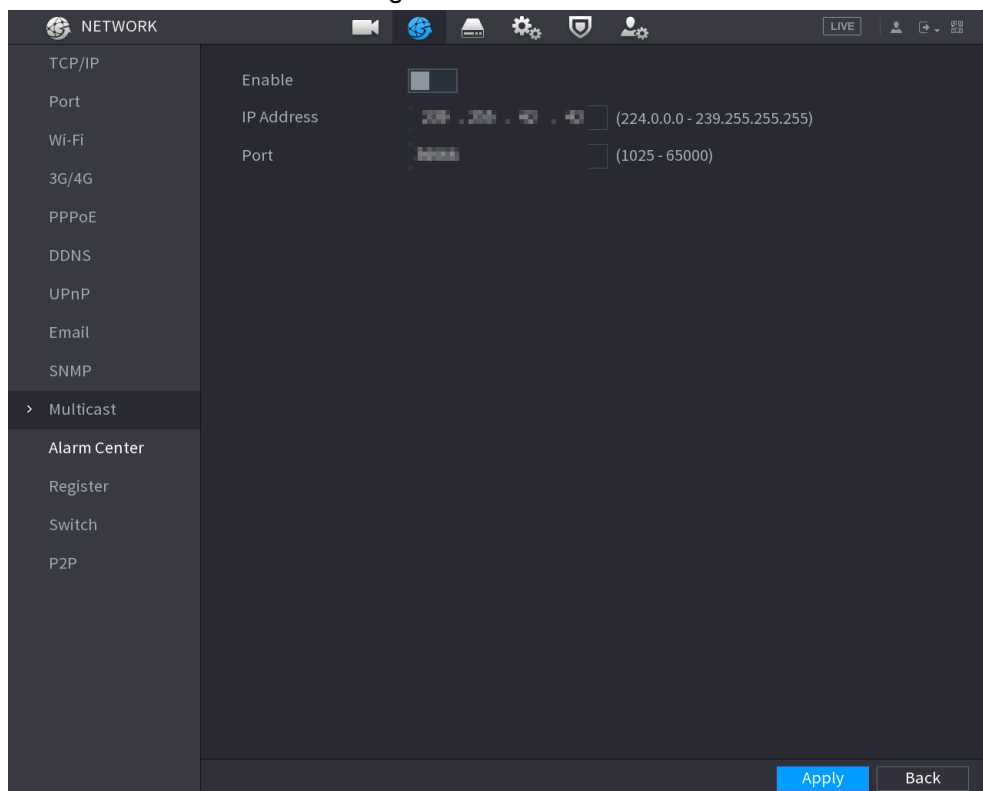 NETWORK
LIVE
TCP/IP
Port
Wi-Fi
3G/4G
PPPoE
DDNS
UPnP
Email
SNMP
> Multicast
Alarm Center
Register
Switch
P2P
Enable
IP Address (224.0.0.0 - 239.255.255.255)
Port (1025 - 65000)
Apply Back